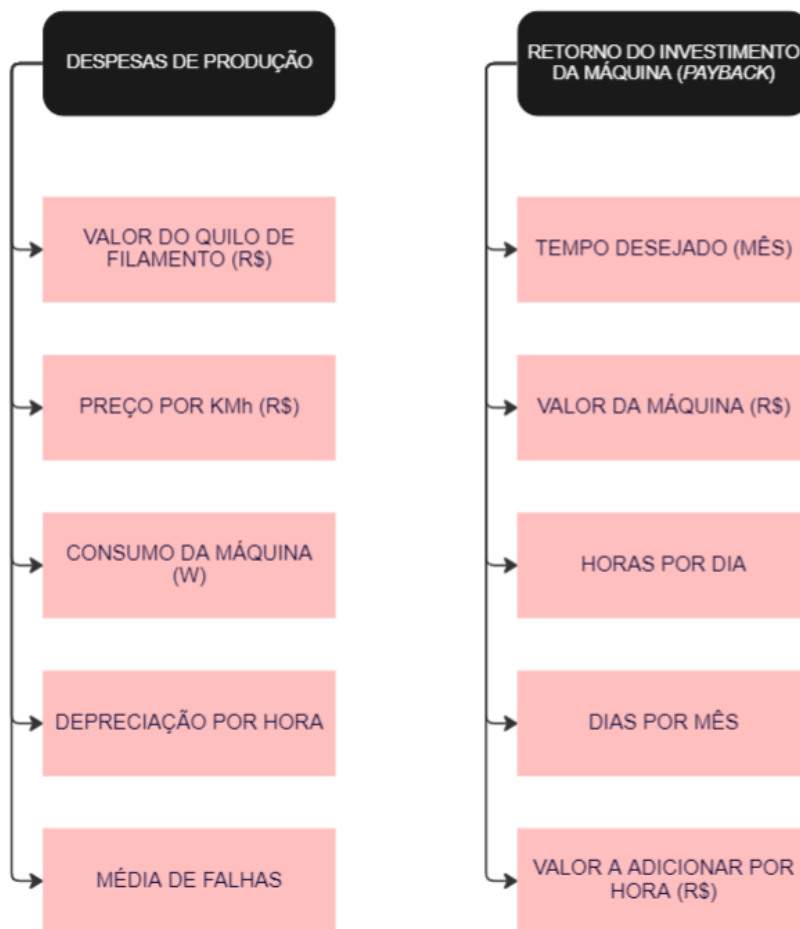 DESPESAS DE PRODUÇÃO
VALOR DO QUILO DE
FILAMENTO (R$)
PREÇO POR KMh (R$)
CONSUMO DA MÁQUINA
(W)
DEPRECIAÇÃO POR HORA
MÉDIA DE FALHAS
RETORNO DO INVESTIMENTO
DA MÁQUINA (PAYBACK)
TEMPO DESEJADO (MÊS)
VALOR DA MÁQUINA (R$)
HORAS POR DIA
DIAS POR MÊS
VALOR A ADICIONAR POR
HORA (R$)